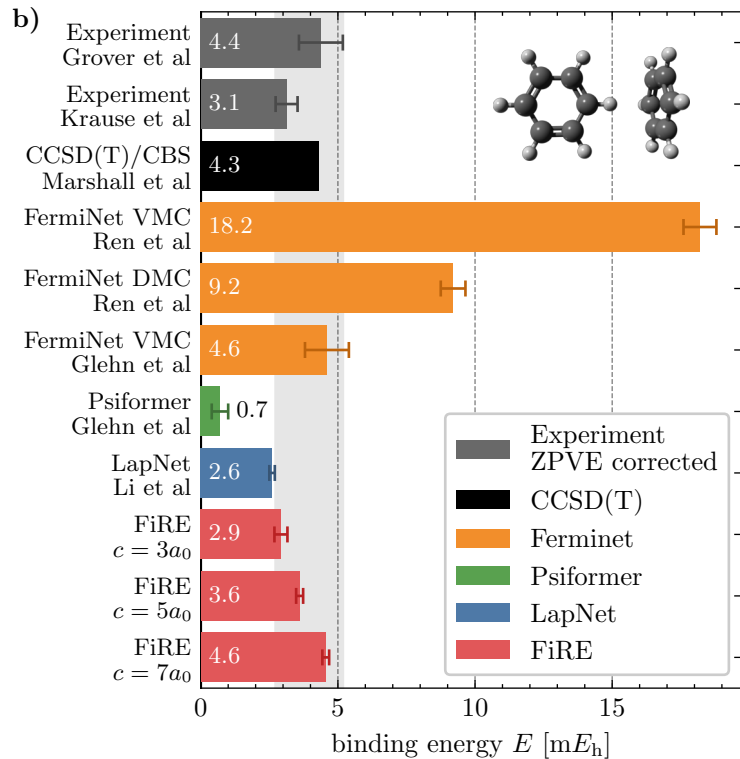 b)
Experiment
Grover et al
4.4
Experiment
Krause et al
3.1
CCSD(T)/CBS
Marshall et al
4.3
FermiNet VMC
Ren et al
18.2
FermiNet DMC
Ren et al
9.2
FermiNet VMC
Glehn et al
4.6
Psiformer
Glehn et al
0.7
LapNet
Li et al
2.6
FiRE
c = 3a₀
2.9
FiRE
c = 5a₀
3.6
FiRE
c = 7a₀
4.6
Experiment
ZPVE corrected
CCSD(T)
Ferminet
Psiformer
LapNet
FiRE
0 5 10 15
binding energy E [mEₕ]